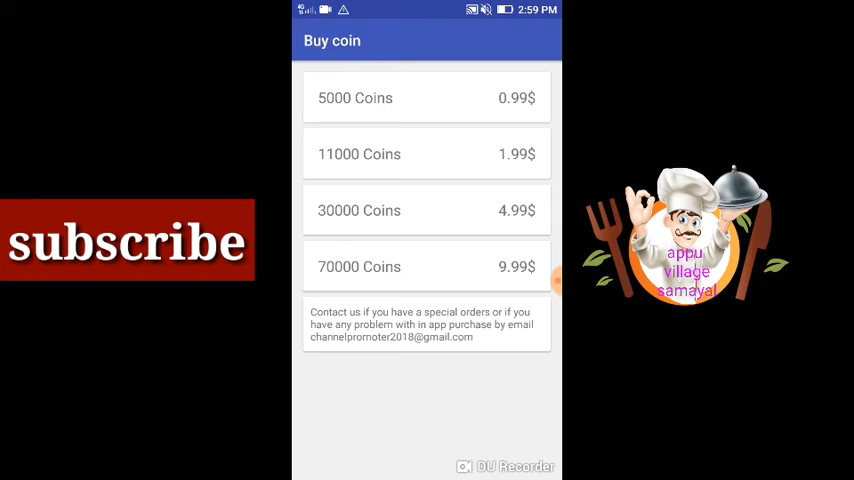 4G
2:59 PM
Buy coin
5000 Coins 0.99$
11000 Coins 1.99$
30000 Coins 4.99$
70000 Coins 9.99$
Contact us if you have a special orders or if you
have any problem with in app purchase by email
channelpromoter2018@gmail.com
DU Recorder
subscribe
appu
village
samayal